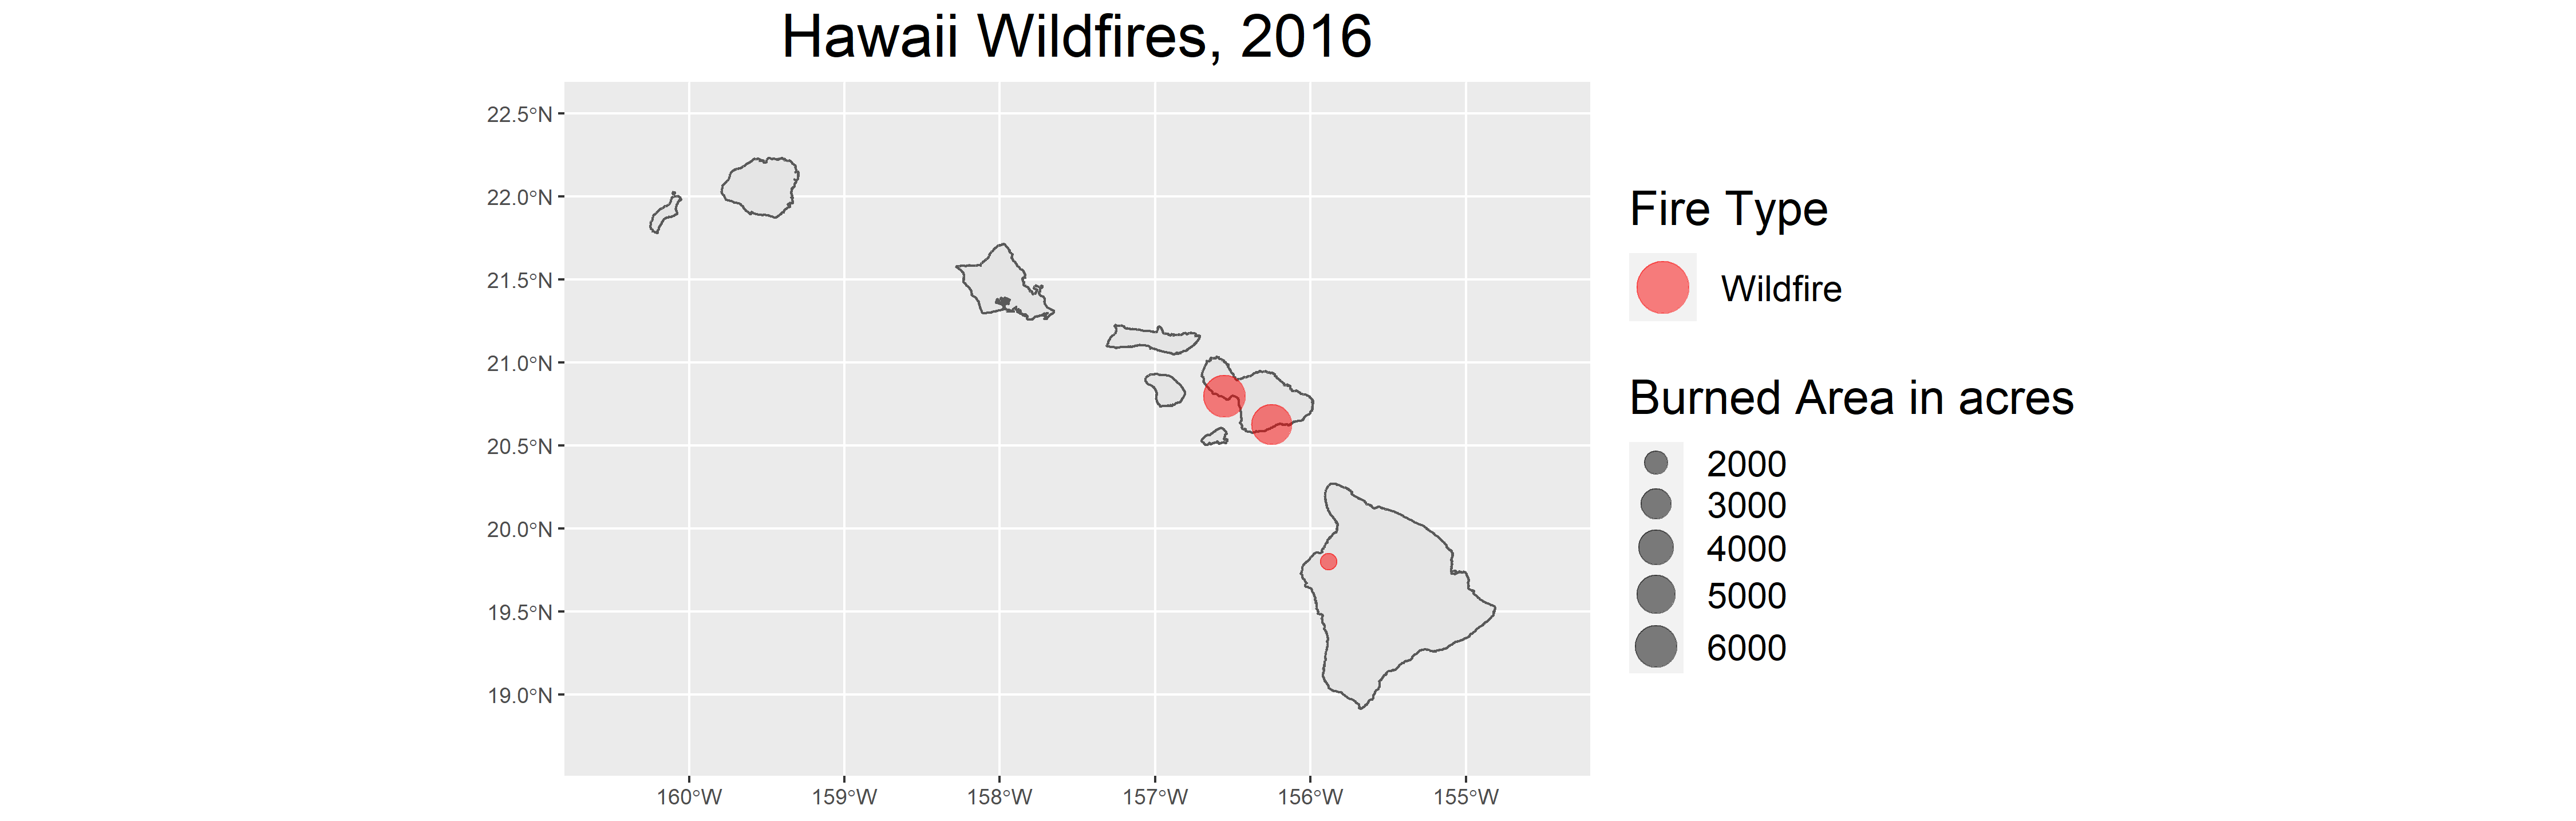 Hawaii Wildfires, 2016
22.5°N
22.0°N
21.5°N
21.0°N
20.5°N
20.0°N
19.5°N
19.0°N
160°W 159°W 158°W 157°W 156°W 155°W
Fire Type
Wildfire
Burned Area in acres
2000
3000
4000
5000
6000